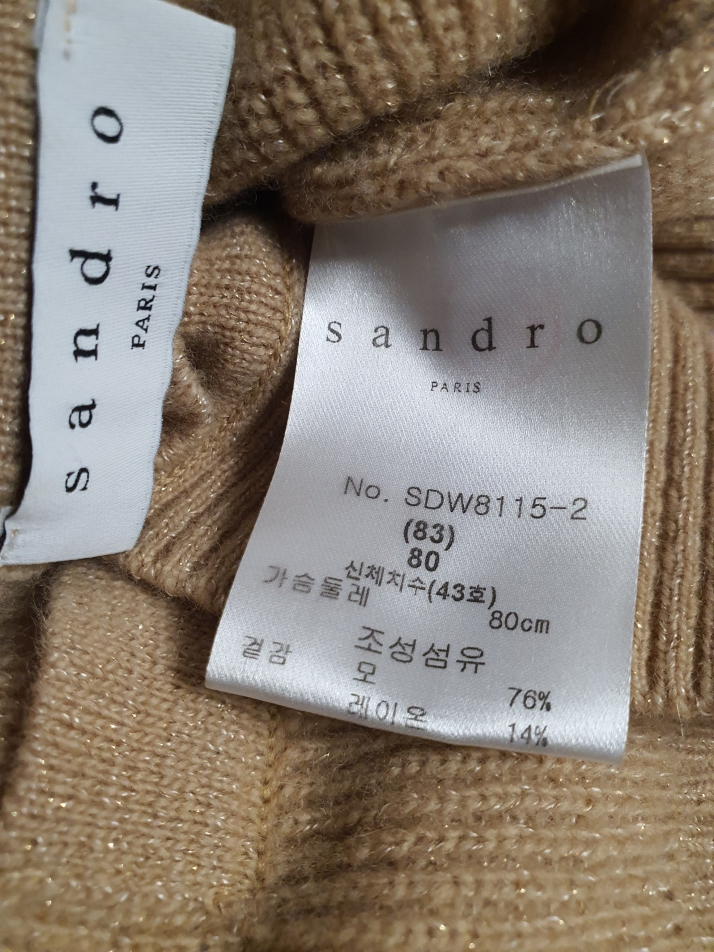 sandro
PARIS
sandro
PARIS
No. SDW8115-2
(83)
80
신체치수(43호)
가슴둘레 80cm
조성섬유
겉감 모 76%
레이온 14%